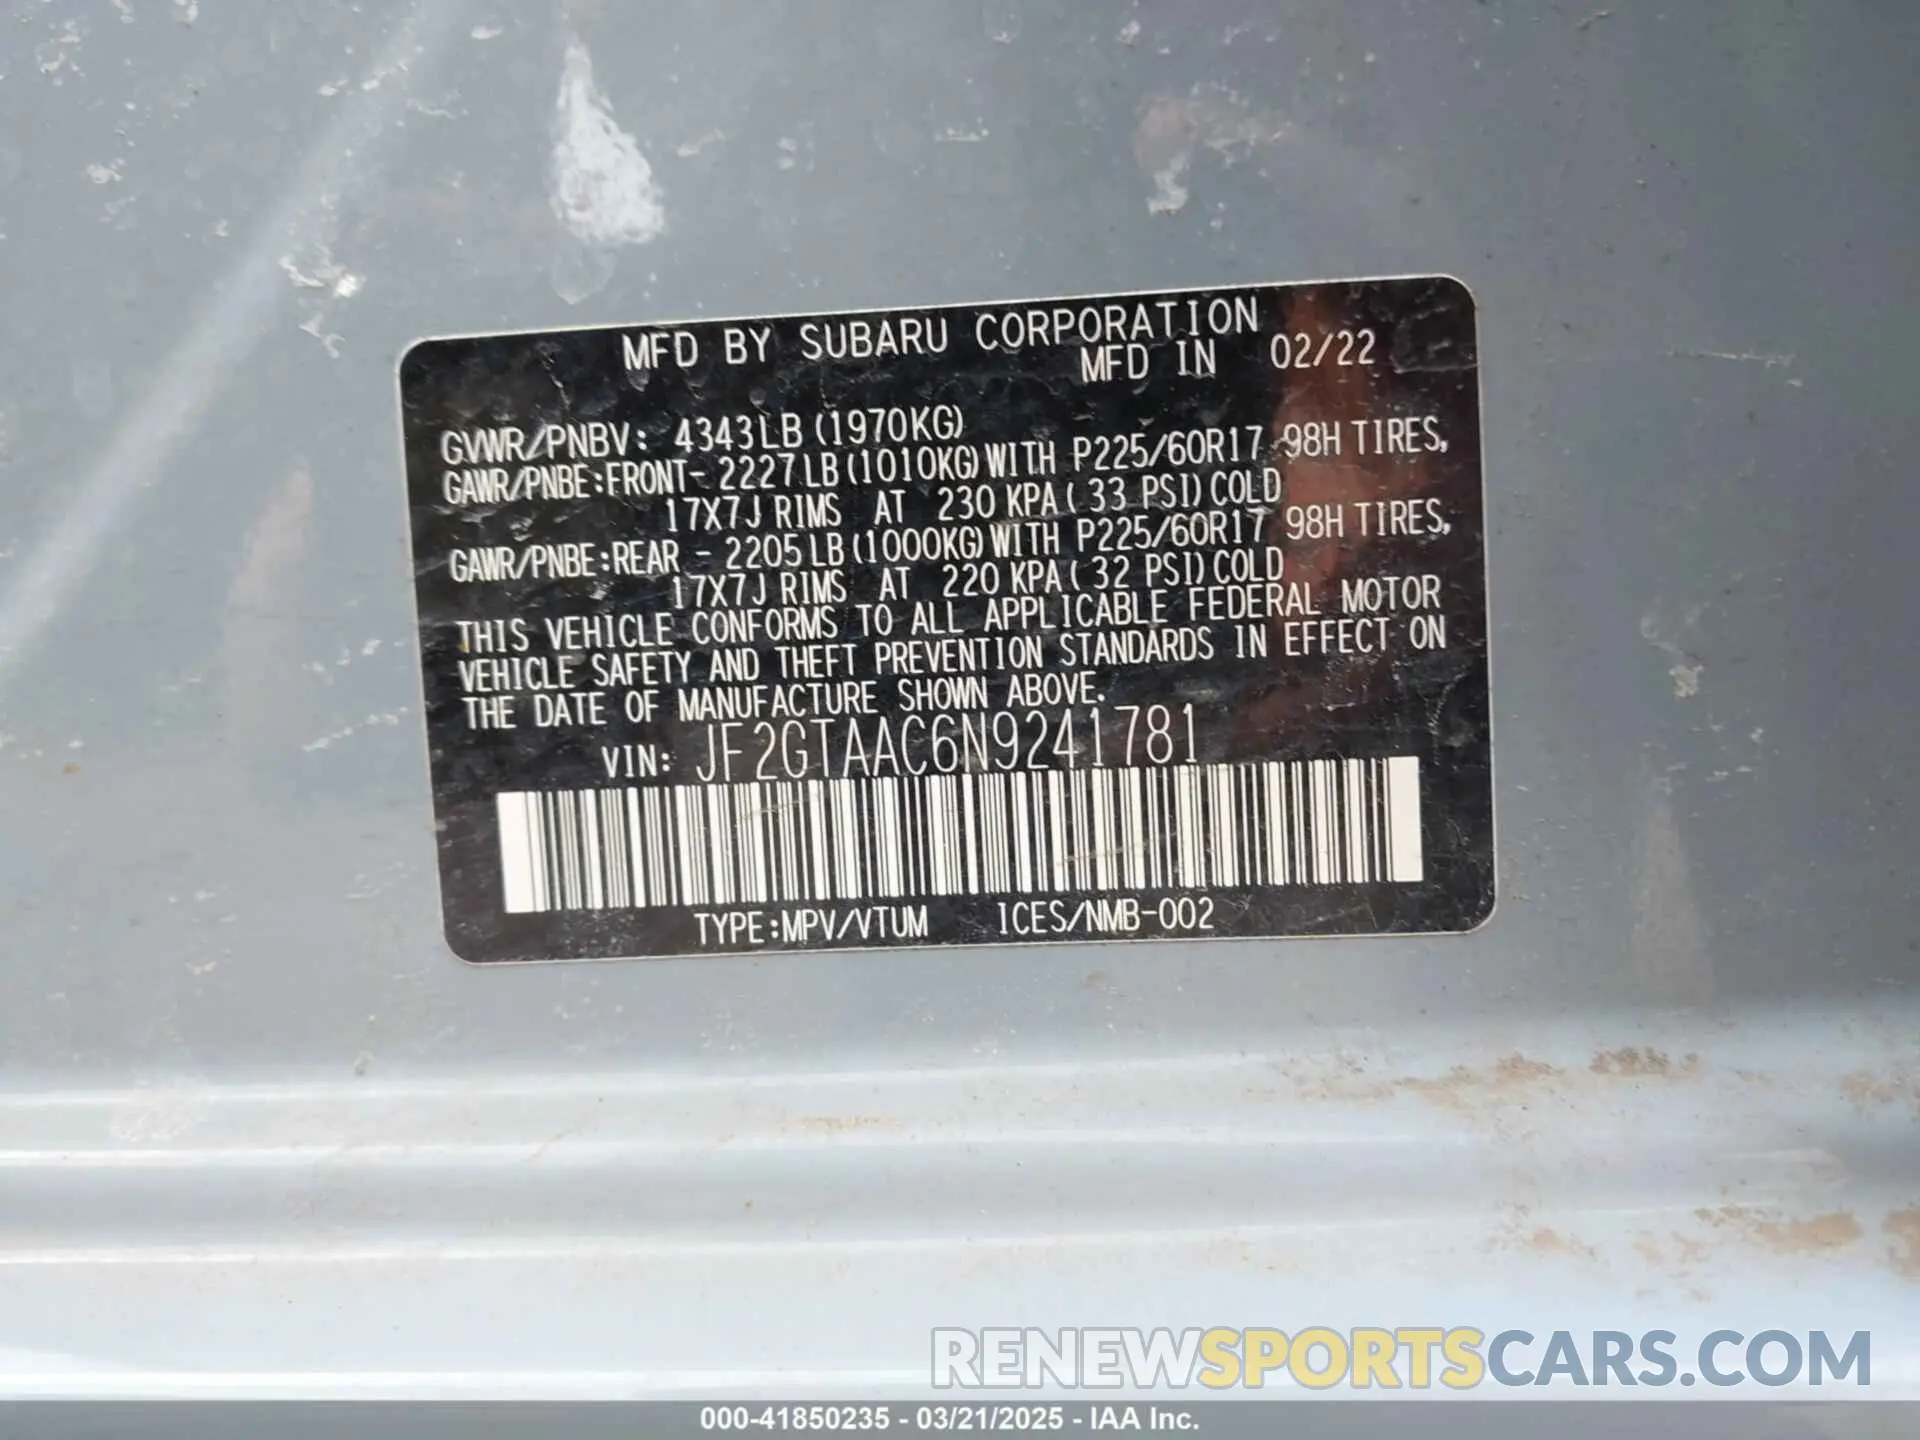 MFD BY SUBARU CORPORATION
MFD IN 02/22
GVWR/PNBV: 4343LB (1970KG)
GAWR/PNBE:FRONT- 2227LB (1010KG) WITH P225/60R17 98H TIRES,
17X7J RIMS AT 230 KPA( 33 PSI) COLD
GAWR/PNBE:REAR - 2205LB (1000KG) WITH P225/60R17 98H TIRES,
17X7J RIMS AT 220 KPA( 32 PSI) COLD
THIS VEHICLE CONFORMS TO ALL APPLICABLE FEDERAL MOTOR
VEHICLE SAFETY AND THEFT PREVENTION STANDARDS IN EFFECT ON
THE DATE OF MANUFACTURE SHOWN ABOVE.
VIN: JF2GTAAC6N9241781
TYPE:MPV/VTUM ICES/NMB-002
RENEWSPORTSCARS.COM
000-41850235 - 03/21/2025 - IAA Inc.